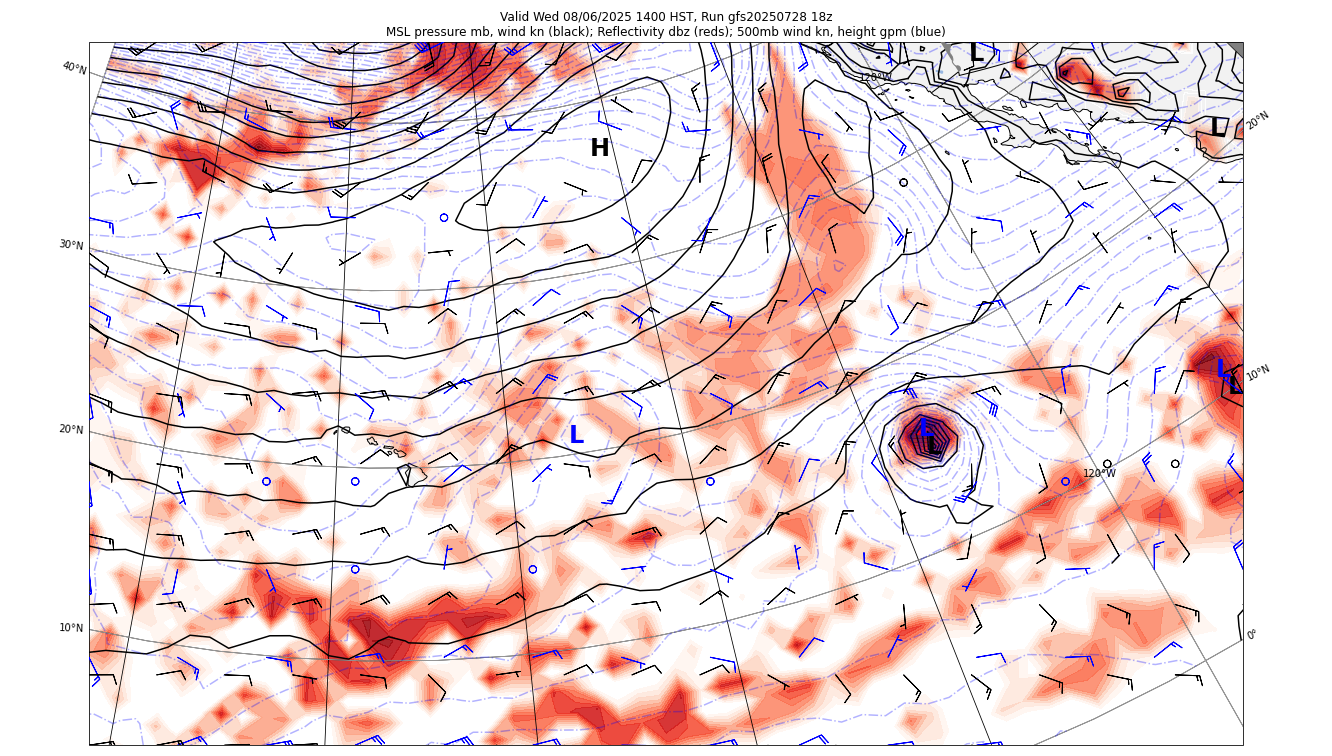 Valid Wed 08/06/2025 1400 HST, Run gfs20250728 18z
MSL pressure mb, wind kn (black); Reflectivity dbz (reds); 500mb wind kn, height gpm (blue)
L
40°N
120°W
L
20°N
H
30°N
L
L
10°N
20°N
L
L
L
120°W
10°N
0°